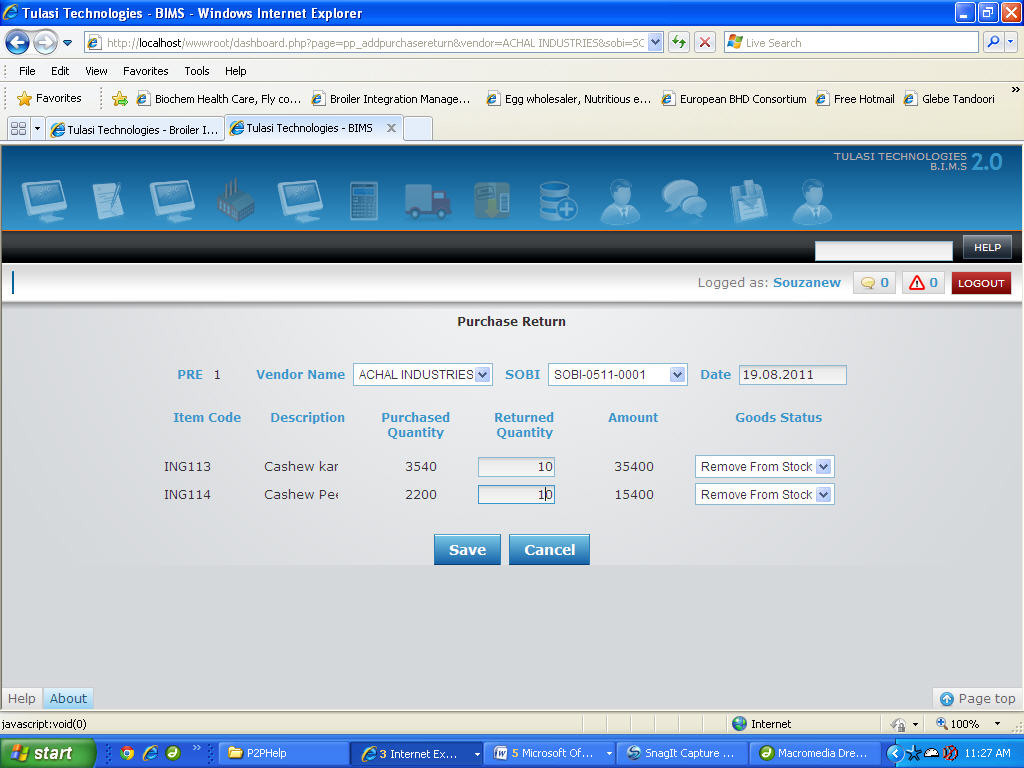 Tulasi Technologies - BIMS - Windows Internet Explorer
http://localhost/wwwroot/dashboard.php?page=pp_addpurchasereturn&vendor=ACHAL INDUSTRIES&sobi=SO
Live Search
File Edit View Favorites Tools Help
Favorites Biochem Health Care, Fly co... Broiler Integration Manage... Egg wholesaler, Nutritious e... European BHD Consortium Free Hotmail Glebe Tandoori »
Tulasi Technologies - Broiler I... Tulasi Technologies - BIMS X
TULASI TECHNOLOGIES 2.0
B.I.M.S
HELP
Logged as: Souzanew 0 0 LOGOUT
Purchase Return
PRE 1 Vendor Name ACHAL INDUSTRIES SOBI SOBI-0511-0001 Date 19.08.2011
Item Code Description Purchased Quantity Returned Quantity Amount Goods Status
ING113 Cashew kar 3540 10 35400 Remove From Stock
ING114 Cashew Pee 2200 10 15400 Remove From Stock
Save Cancel
Help About Page top
javascript:void(0) Internet 100%
start » P2PHelp 3 Internet Ex... 5 Microsoft Of... SnagIt Capture ... Macromedia Dre... 11:27 AM